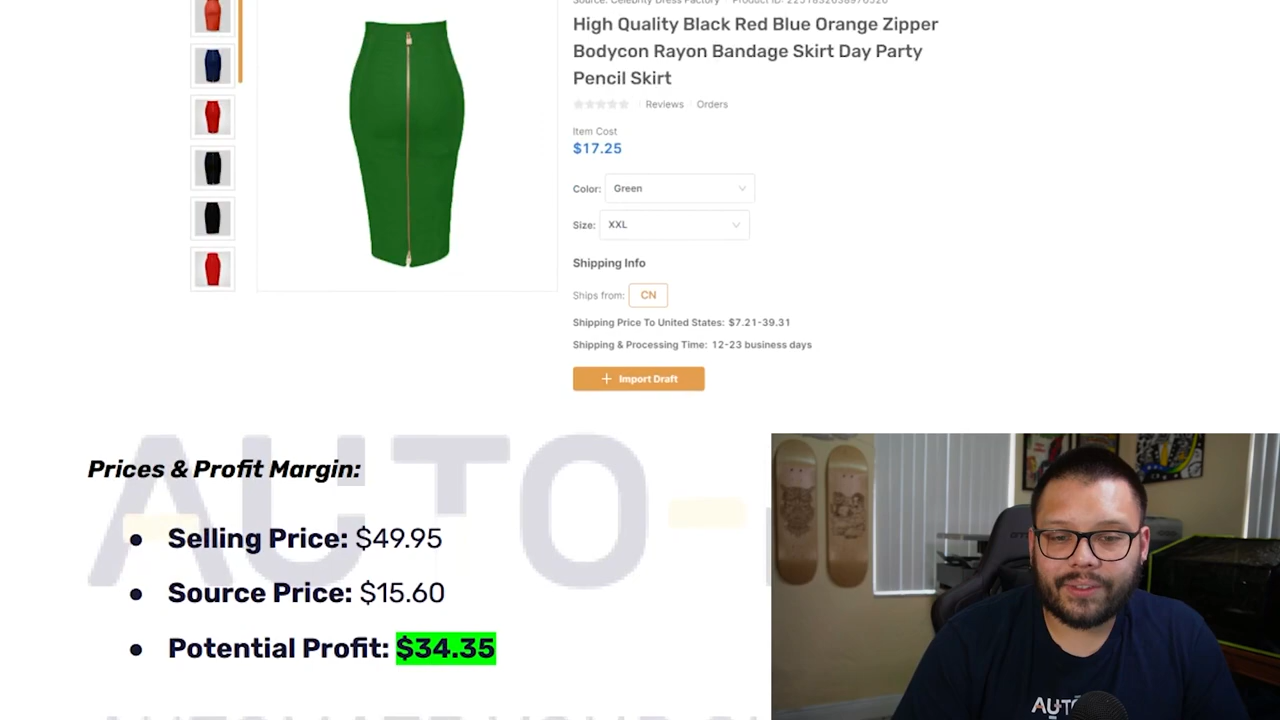 High Quality Black Red Blue Orange Zipper
Bodycon Rayon Bandage Skirt Day Party
Pencil Skirt
Reviews Orders
Item Cost
$17.25
Color: Green
Size: XXL
Shipping Info
Ships from: CN
Shipping Price To United States: $7.21-39.31
Shipping & Processing Time: 12-23 business days
+ Import Draft
AUTO
Prices & Profit Margin:
● Selling Price: $49.95
● Source Price: $15.60
● Potential Profit: $34.35